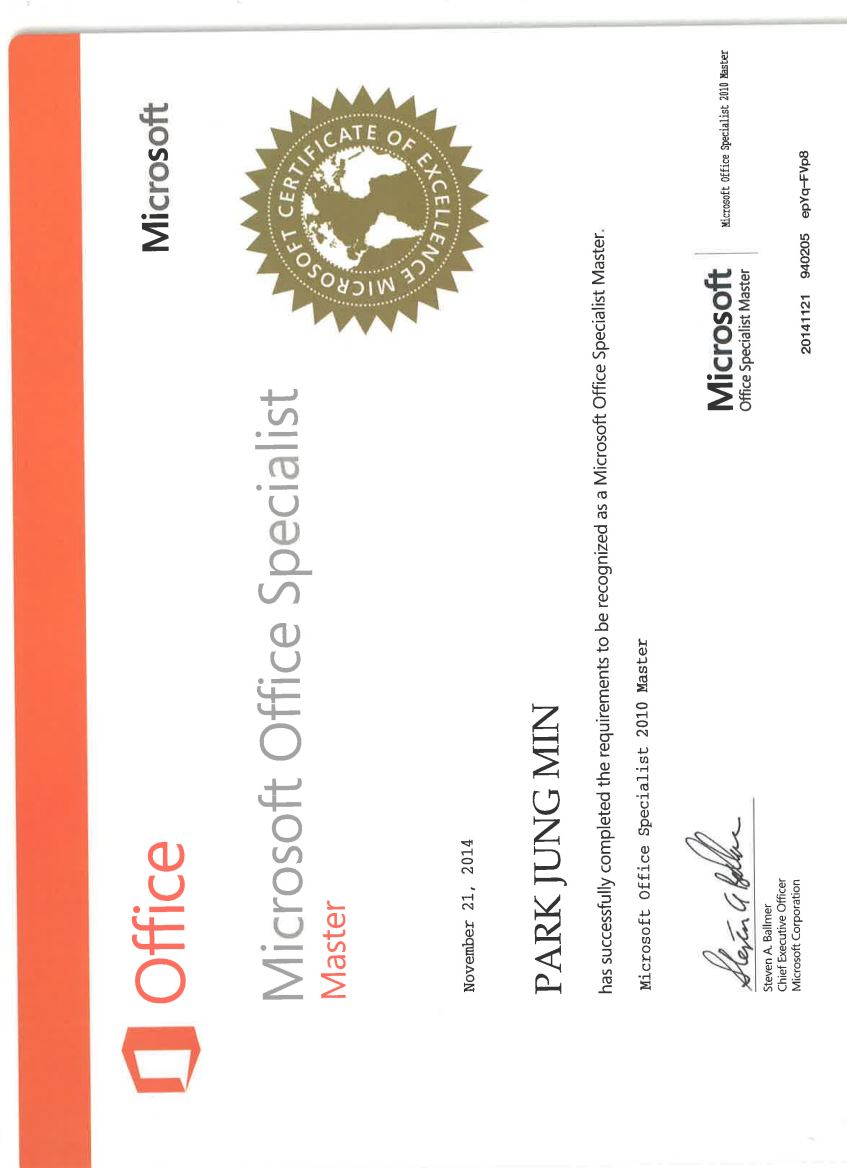 Office
Microsoft
Microsoft Office Specialist
Master
MICROSOFT CERTIFICATE OF EXCELLENCE
November 21, 2014
PARK JUNG MIN
has successfully completed the requirements to be recognized as a Microsoft Office Specialist Master.
Microsoft Office Specialist 2010 Master
Steven A. Ballmer
Steven A. Ballmer
Chief Executive Officer
Microsoft Corporation
Microsoft
Office Specialist Master
Microsoft Office Specialist 2010 Master
20141121 940205 epYq-FVp8